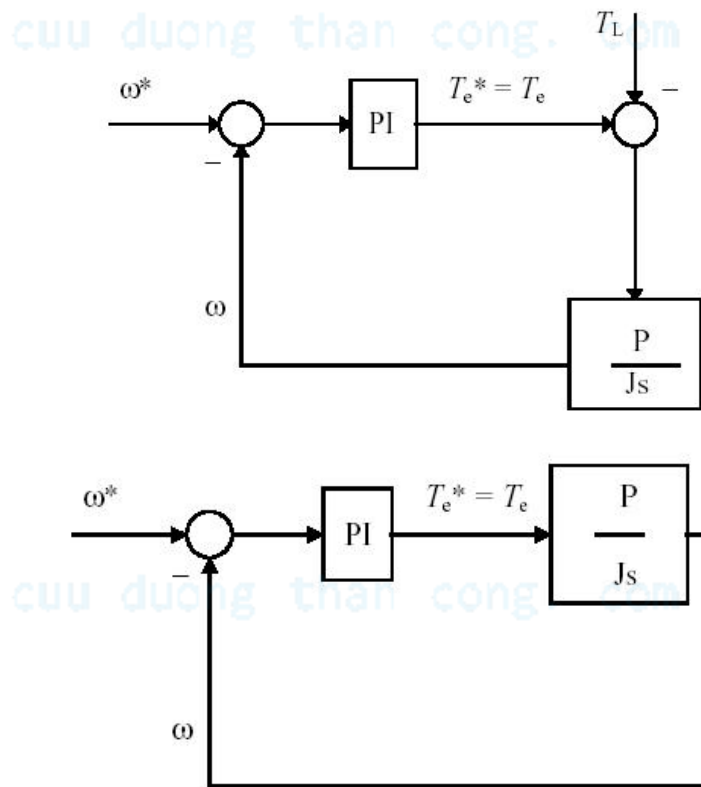 cuu duong than cong. com
T_L
−
ω*
T_e* = T_e
PI
−
ω
P
Js
ω*
T_e* = T_e
P
PI
Js
−
cuu duong than cong. com
ω